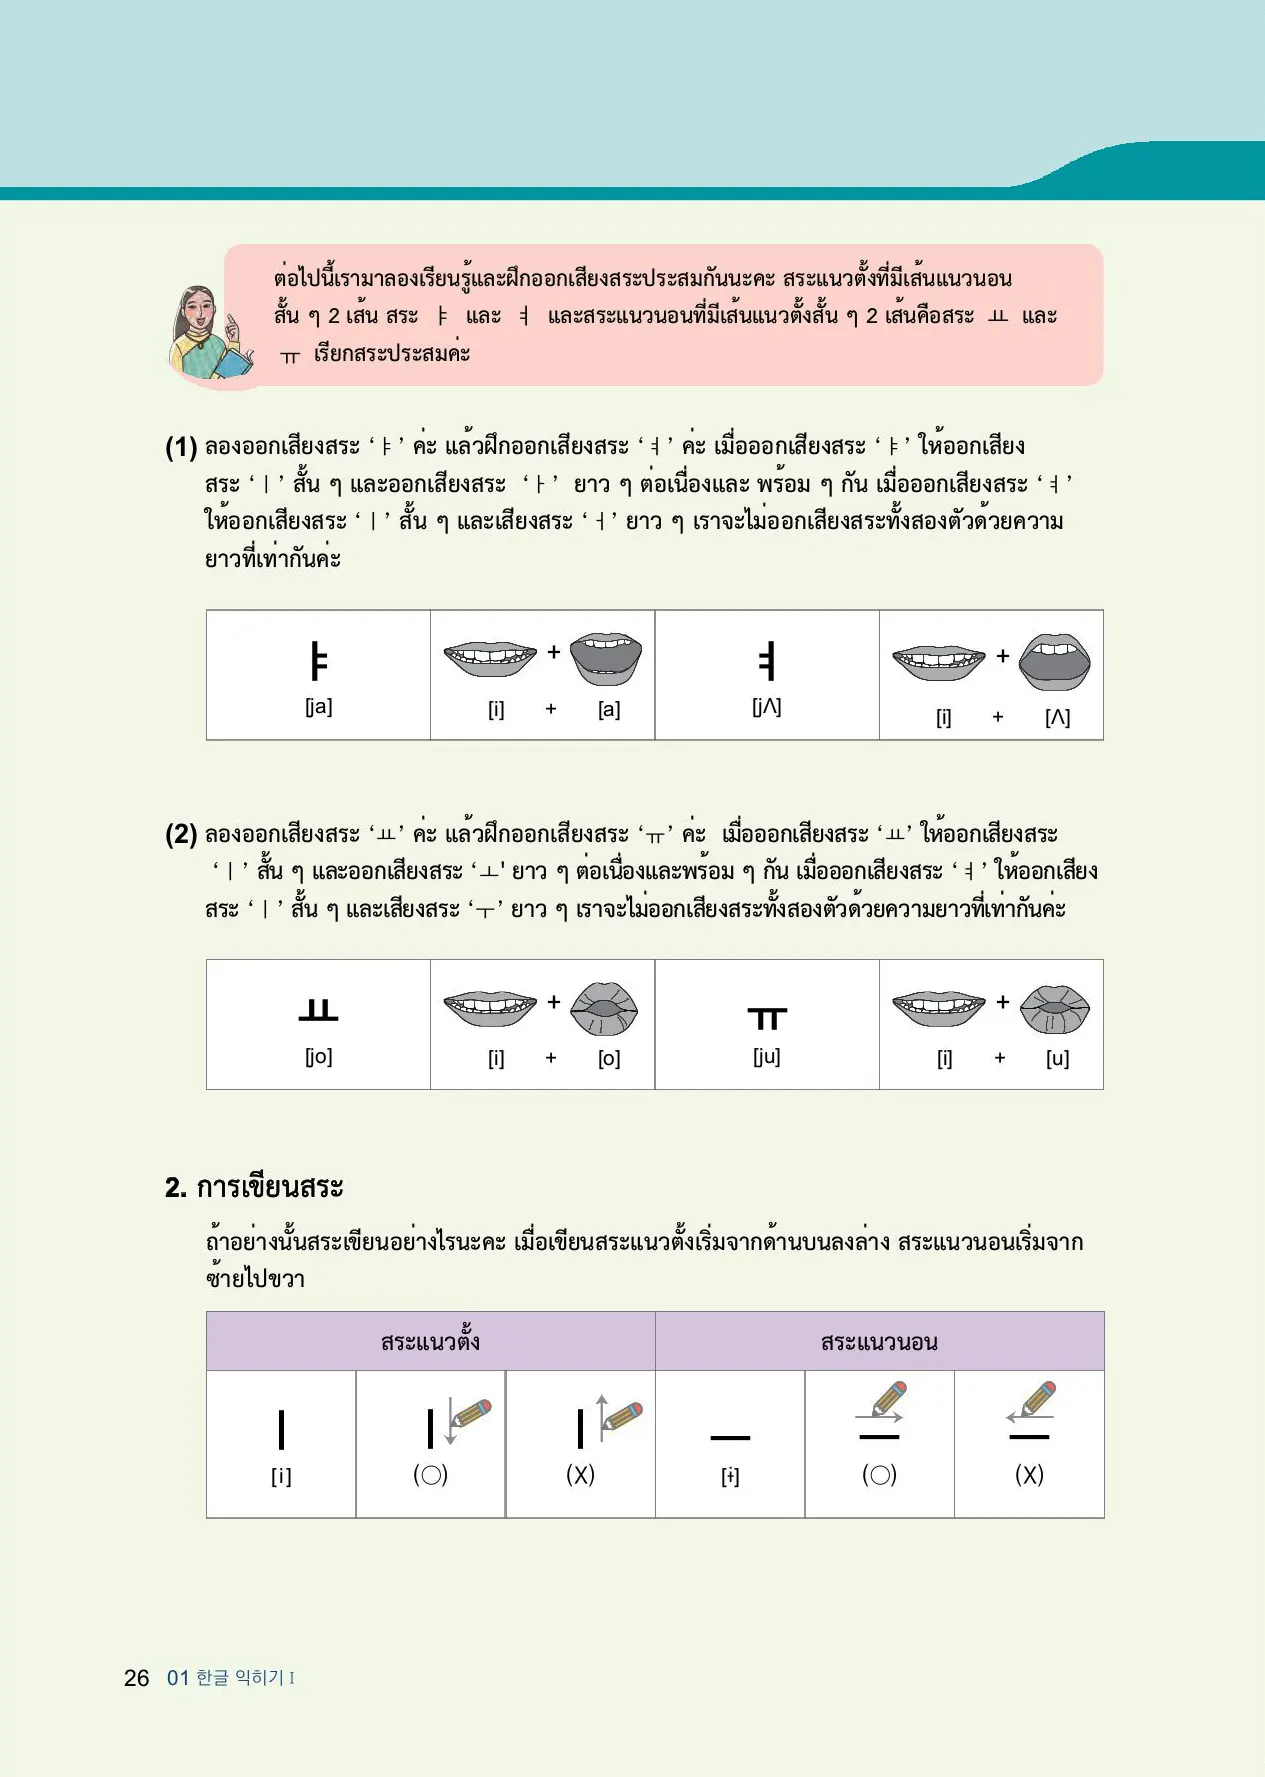 ต่อไปนี้เรามาลองเรียนรู้และฝึกออกเสียงสระประสมกันนะคะ สระแนวตั้งที่มีเส้นแนวนอน
สั้น ๆ 2 เส้น สระ ㅑ และ ㅕ และสระแนวนอนที่มีเส้นแนวตั้งสั้น ๆ 2 เส้นคือสระ ㅛ และ
ㅠ เรียกสระประสมค่ะ
(1) ลองออกเสียงสระ ‘ㅑ’ ค่ะ แล้วฝึกออกเสียงสระ ‘ㅕ’ ค่ะ เมื่อออกเสียงสระ ‘ㅑ’ ให้ออกเสียง
สระ ‘ㅣ’ สั้น ๆ และออกเสียงสระ ‘ㅏ’ ยาว ๆ ต่อเนื่องและ พร้อม ๆ กัน เมื่อออกเสียงสระ ‘ㅕ’
ให้ออกเสียงสระ ‘ㅣ’ สั้น ๆ และเสียงสระ ‘ㅓ’ ยาว ๆ เราจะไม่ออกเสียงสระทั้งสองตัวด้วยความ
ยาวที่เท่ากันค่ะ
ㅑ + ㅕ +
[ja] [i] + [a] [jΛ] [i] + [Λ]
(2) ลองออกเสียงสระ ‘ㅛ’ ค่ะ แล้วฝึกออกเสียงสระ ‘ㅠ’ ค่ะ เมื่อออกเสียงสระ ‘ㅛ’ ให้ออกเสียงสระ
‘ㅣ’ สั้น ๆ และออกเสียงสระ ‘ㅗ' ยาว ๆ ต่อเนื่องและพร้อม ๆ กัน เมื่อออกเสียงสระ ‘ㅕ’ ให้ออกเสียง
สระ ‘ㅣ’ สั้น ๆ และเสียงสระ ‘ㅜ’ ยาว ๆ เราจะไม่ออกเสียงสระทั้งสองตัวด้วยความยาวที่เท่ากันค่ะ
ㅛ + ㅠ +
[jo] [i] + [o] [ju] [i] + [u]
2. การเขียนสระ
ถ้าอย่างนั้นสระเขียนอย่างไรนะคะ เมื่อเขียนสระแนวตั้งเริ่มจากด้านบนลงล่าง สระแนวนอนเริ่มจาก
ซ้ายไปขวา
สระแนวตั้ง สระแนวนอน
ㅣ ㅣ ㅣ ㅡ ㅡ ㅡ
[i] (○) (X) [ɨ] (○) (X)
26 01 한글 익히기 I